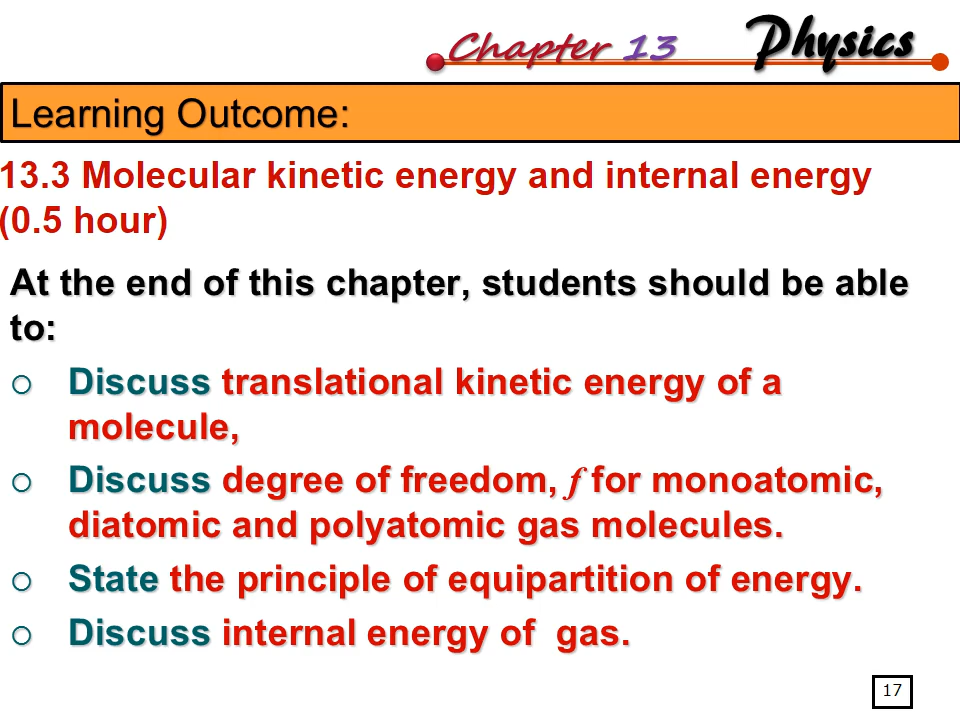 Chapter 13 Physics
Learning Outcome:
13.3 Molecular kinetic energy and internal energy
(0.5 hour)
At the end of this chapter, students should be able
to:
Discuss translational kinetic energy of a
molecule,
Discuss degree of freedom, f for monoatomic,
diatomic and polyatomic gas molecules.
State the principle of equipartition of energy.
Discuss internal energy of gas.
17